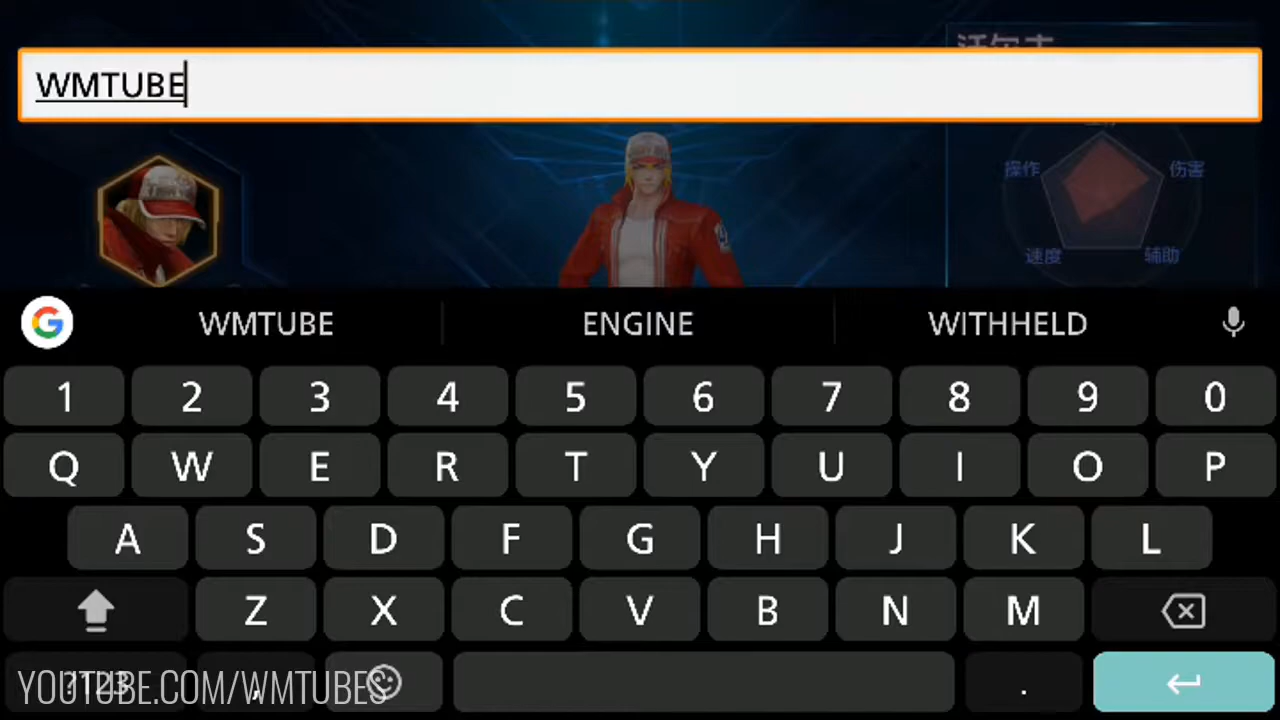 WMTUBE
操作
伤害
速度
辅助
WMTUBE ENGINE WITHHELD
1 2 3 4 5 6 7 8 9 0
Q W E R T Y U I O P
A S D F G H J K L
Z X C V B N M
?123 , .
YOUTUBE.COM/WMTUBES